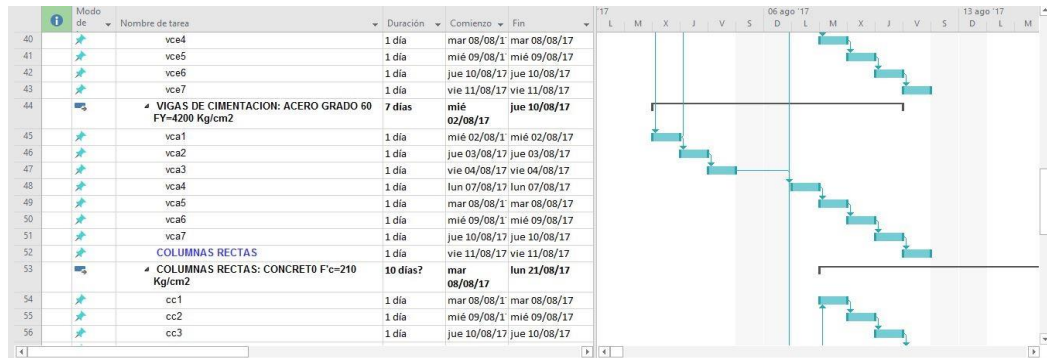 Modo de Nombre de tarea Duración Comienzo Fin
'17 06 ago '17 13 ago '17
L M X J V S D L M X J V S D L M
40 vce4 1 día mar 08/08/1 mar 08/08/17
41 vce5 1 día mié 09/08/1 mié 09/08/17
42 vce6 1 día jue 10/08/17 jue 10/08/17
43 vce7 1 día vie 11/08/17 vie 11/08/17
44 VIGAS DE CIMENTACION: ACERO GRADO 60 7 días mié jue 10/08/17
FY=4200 Kg/cm2 02/08/17
45 vca1 1 día mié 02/08/1 mié 02/08/17
46 vca2 1 día jue 03/08/17 jue 03/08/17
47 vca3 1 día vie 04/08/17 vie 04/08/17
48 vca4 1 día lun 07/08/17 lun 07/08/17
49 vca5 1 día mar 08/08/1 mar 08/08/17
50 vca6 1 día mié 09/08/1 mié 09/08/17
51 vca7 1 día jue 10/08/17 jue 10/08/17
52 COLUMNAS RECTAS 1 día vie 11/08/17 vie 11/08/17
53 COLUMNAS RECTAS: CONCRET0 F'c=210 10 días? mar lun 21/08/17
Kg/cm2 08/08/17
54 cc1 1 día mar 08/08/1 mar 08/08/17
55 cc2 1 día mié 09/08/1 mié 09/08/17
56 cc3 1 día jue 10/08/17 jue 10/08/17